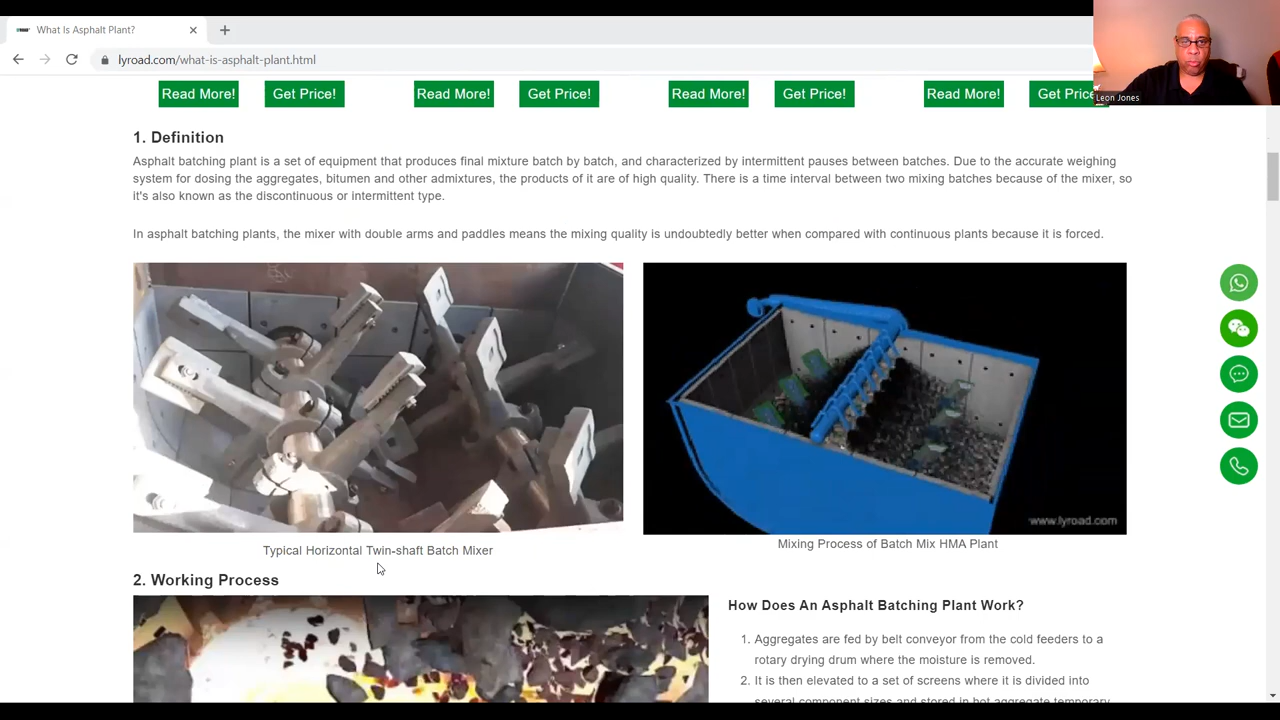 What Is Asphalt Plant?
lyroad.com/what-is-asphalt-plant.html
Leon Jones
Read More! Get Price! Read More! Get Price! Read More! Get Price! Read More! Get Price
1. Definition
Asphalt batching plant is a set of equipment that produces final mixture batch by batch, and characterized by intermittent pauses between batches. Due to the accurate weighing
system for dosing the aggregates, bitumen and other admixtures, the products of it are of high quality. There is a time interval between two mixing batches because of the mixer, so
it's also known as the discontinuous or intermittent type.
In asphalt batching plants, the mixer with double arms and paddles means the mixing quality is undoubtedly better when compared with continuous plants because it is forced.
www.lyroad.com
Typical Horizontal Twin-shaft Batch Mixer
Mixing Process of Batch Mix HMA Plant
2. Working Process
How Does An Asphalt Batching Plant Work?
1. Aggregates are fed by belt conveyor from the cold feeders to a
rotary drying drum where the moisture is removed.
2. It is then elevated to a set of screens where it is divided into
several component sizes and stored in hot aggregate temporary